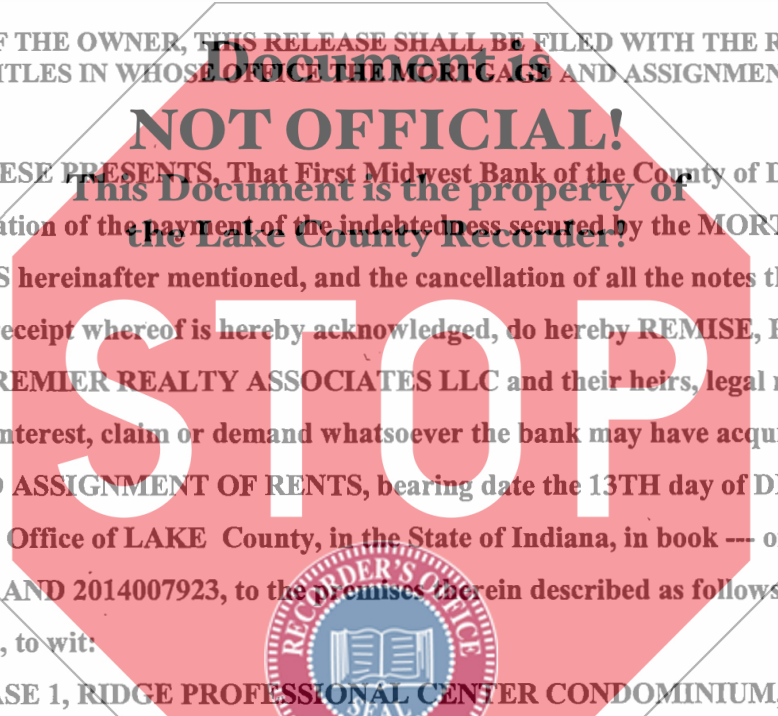 F THE OWNER, THIS RELEASE SHALL BE FILED WITH THE R
Document is
ITLES IN WHOSE OFFICE THE MORTGAGE AND ASSIGNMEN
NOT OFFICIAL!
ESE PRESENTS, That First Midwest Bank of the County of D
This Document is the property of
ation of the payment of the indebtedness secured by the MORT
the Lake County Recorder!
S hereinafter mentioned, and the cancellation of all the notes th
STOP
eceipt whereof is hereby acknowledged, do hereby REMISE,
REMIER REALTY ASSOCIATES LLC and their heirs, legal
nterest, claim or demand whatsoever the bank may have acqu
ASSIGNMENT OF RENTS, bearing date the 13TH day of D
Office of LAKE County, in the State of Indiana, in book --- o
AND 2014007923, to the premises therein described as follows
, to wit:
RECORDER'S OFFICE
SEAL
ASE 1, RIDGE PROFESSIONAL CENTER CONDOMINIUM,